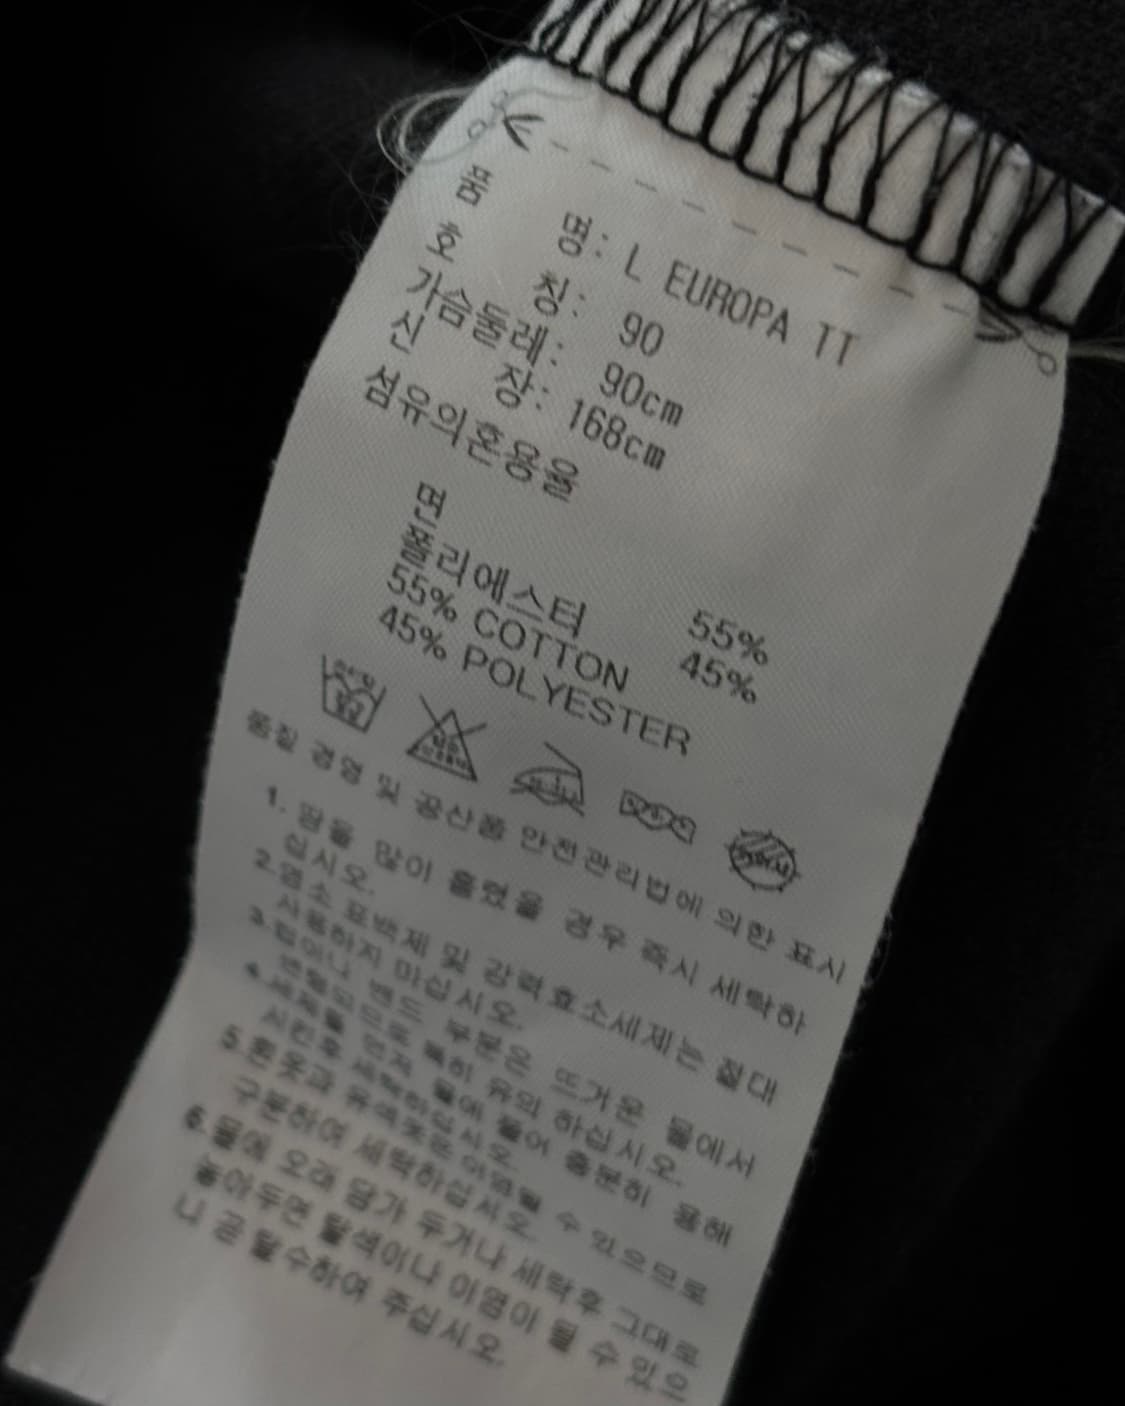 품 명: L EUROPA TT
호 칭: 90
가슴둘레: 90cm
신 장: 168cm
섬유의혼용율
면 55%
폴리에스터 45%
55% COTTON
45% POLYESTER
품질 경영 및 공산품 안전관리법에 의한 표시
1. 땀을 많이 흘렸을 경우 즉시 세탁하
십시오.
2.염소 표백제 및 강력효소세제는 절대
사용하지 미십시오.
3. 밴드 부분은 뜨거운 물에서
변형되므로 특히 유의 하십시오.
4.세제를 먼저 물에 풀어 충분히 용해
시킨후 세탁하십시오.
5.흰옷과 유색옷은 이염될 수 있으므로
구분하여 세탁하십시오.
6.물에 오래 담가 두거나 세탁후 그대로
놓아두면 탈색이나 이염이 될 수 있으
니 곧 탈수하여 주십시오.